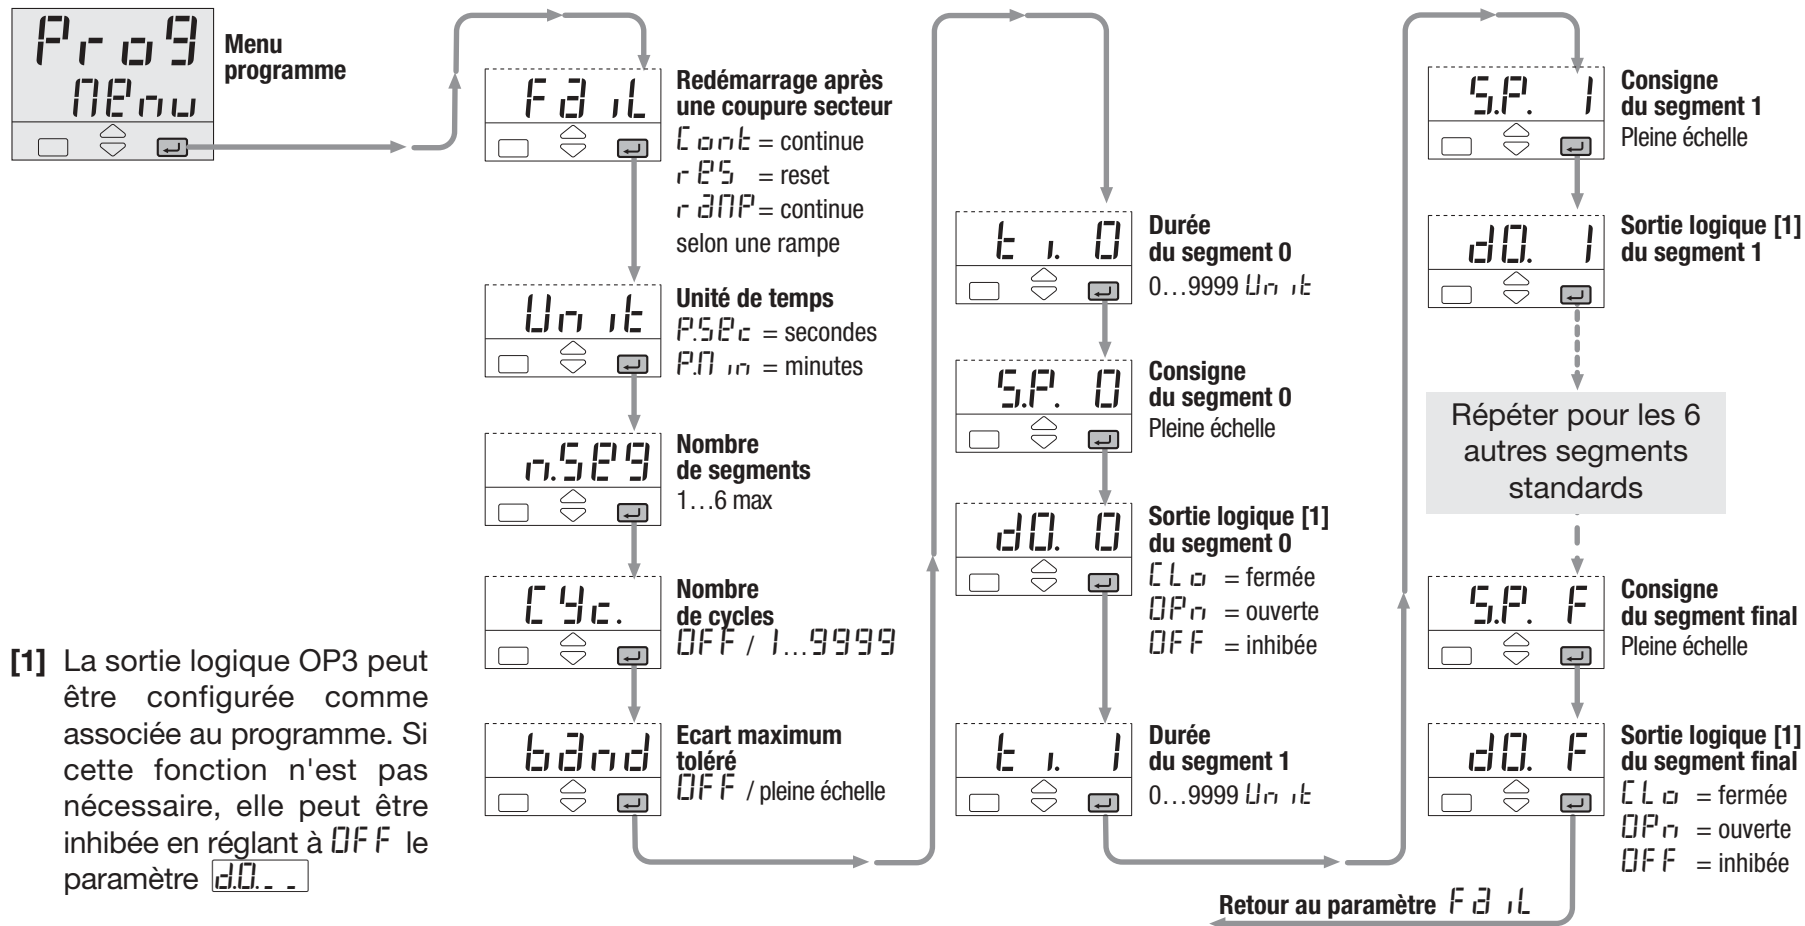 Prog
MEnu
Menu
programme
[1] La sortie logique OP3 peut
être configurée comme
associée au programme. Si
cette fonction n'est pas
nécessaire, elle peut être
inhibée en réglant à OFF le
paramètre d.O._ _
FaiL
Redémarrage après
une coupure secteur
Cont = continue
rES = reset
raMP = continue
selon une rampe
Unit
Unité de temps
P.SEc = secondes
P.Min = minutes
n.SEg
Nombre
de segments
1…6 max
CYc.
Nombre
de cycles
OFF / 1…9999
band
Ecart maximum
toléré
OFF / pleine échelle
ti. 0
Durée
du segment 0
0…9999 Unit
S.P. 0
Consigne
du segment 0
Pleine échelle
dO. 0
Sortie logique [1]
du segment 0
CLo = fermée
OPn = ouverte
OFF = inhibée
ti. 1
Durée
du segment 1
0…9999 Unit
S.P. 1
Consigne
du segment 1
Pleine échelle
dO. 1
Sortie logique [1]
du segment 1
Répéter pour les 6
autres segments
standards
S.P. F
Consigne
du segment final
Pleine échelle
dO. F
Sortie logique [1]
du segment final
CLo = fermée
OPn = ouverte
OFF = inhibée
Retour au paramètre FaiL